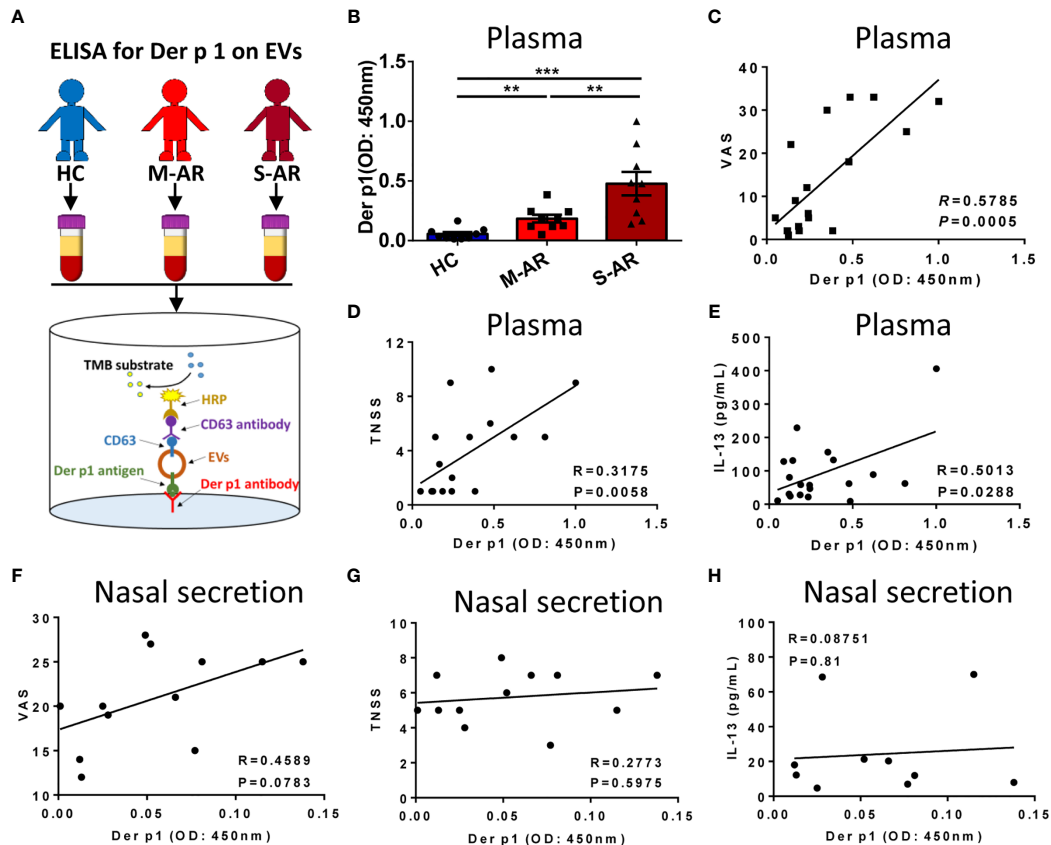 A
ELISA for Der p 1 on EVs
HC
M-AR
S-AR
TMB substrate
HRP
CD63 antibody
CD63
EVs
Der p1 antigen
Der p1 antibody
B
Plasma
Der p1(OD: 450nm)
1.5
1.0
0.5
0.0
***
**
**
HC
M-AR
S-AR
C
Plasma
VAS
40
30
20
10
0
R=0.5785
P=0.0005
0.0
0.5
1.0
1.5
Der p1 (OD: 450nm)
D
Plasma
TNSS
12
9
6
3
0
R=0.3175
P=0.0058
0.0
0.5
1.0
1.5
Der p1 (OD: 450nm)
E
Plasma
IL-13 (pg/mL)
500
400
300
200
100
0
R=0.5013
P=0.0288
0.0
0.5
1.0
1.5
Der p1 (OD: 450nm)
F
Nasal secretion
VAS
30
25
20
15
10
R=0.4589
P=0.0783
0.00
0.05
0.10
0.15
Der p1 (OD: 450nm)
G
Nasal secretion
TNSS
10
8
6
4
2
0
R=0.2773
P=0.5975
0.00
0.05
0.10
0.15
Der p1 (OD: 450nm)
H
Nasal secretion
IL-13 (pg/mL)
100
80
60
40
20
0
R=0.08751
P=0.81
0.00
0.05
0.10
0.15
Der p1 (OD: 450nm)